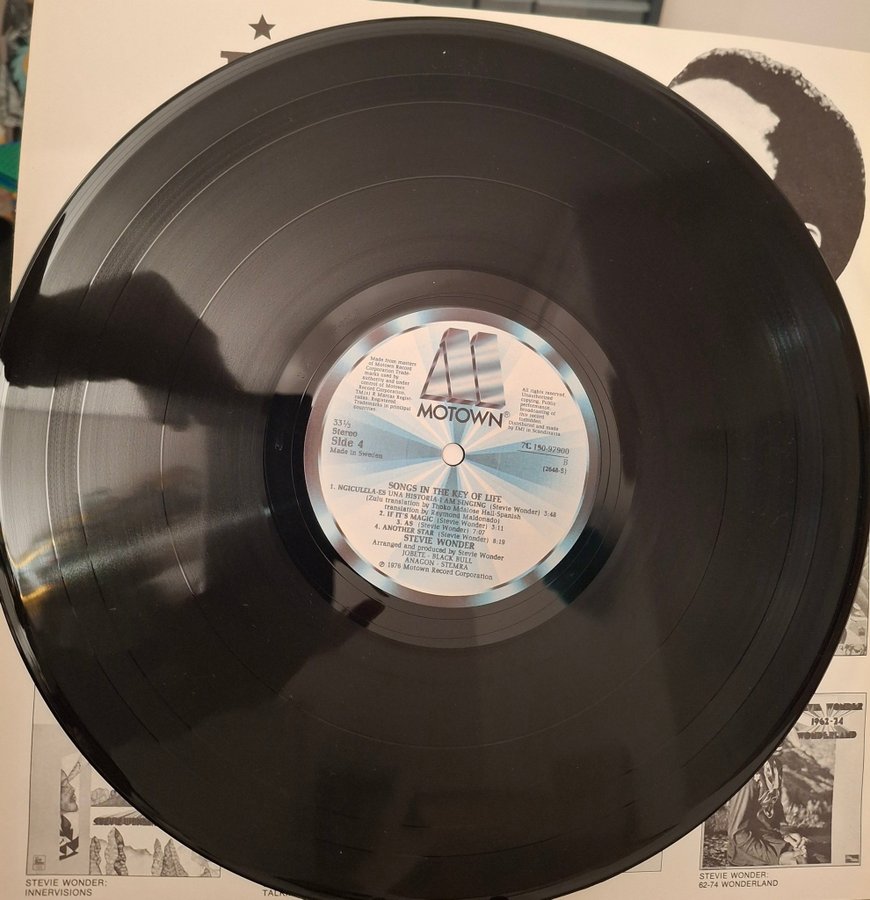 Made from masters
of Motown Record
Corporation Trade-
marks used by
authority and under
control of Motown
Record Corporation.
TM(s) ® Marcas Regis-
radas. Registered
Trademarks in principal
countries.
MOTOWN®
All rights reserved.
Unauthorized
copying, Public
performance,
broadcasting of
this record
forbidden.
Distributed and made
by EMI in Scandinavia
33⅓
Stereo
Side 4
Made in Sweden
7C 150-97900
B
(2648-5)
SONGS IN THE KEY OF LIFE
1. NGICULELA-ES UNA HISTORIA-I AM SINGING (Stevie Wonder) 3:48
(Zulu translation by Thoko Mdalose Hall-Spanish
translation by Raymond Maldonado)
2. IF IT'S MAGIC (Stevie Wonder) 3:11
3. AS (Stevie Wonder) 7:07
4. ANOTHER STAR (Stevie Wonder) 8:19
STEVIE WONDER
Arranged and produced by Stevie Wonder
JOBETE - BLACK BULL
ANAGON - STEMRA
℗ 1976 Motown Record Corporation
STEVIE WONDER
1962-74
WONDERLAND
STEVIE WONDER:
INNERVISIONS
STEVIE WONDER:
62-74 WONDERLAND